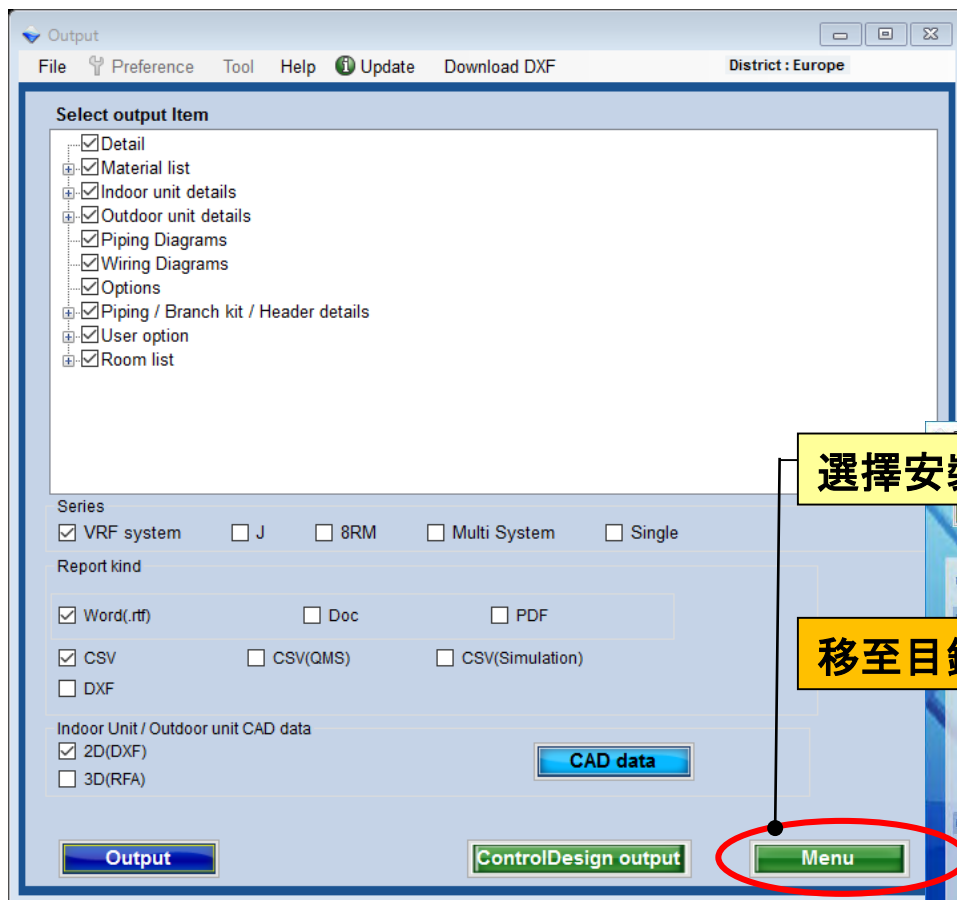 Output
File Preference Tool Help Update Download DXF District : Europe
Select output Item
Detail
Material list
Indoor unit details
Outdoor unit details
Piping Diagrams
Wiring Diagrams
Options
Piping / Branch kit / Header details
User option
Room list
選擇安
Series
VRF system J 8RM Multi System Single
Report kind
Word(.rtf) Doc PDF
移至目
CSV CSV(QMS) CSV(Simulation)
DXF
Indoor Unit / Outdoor unit CAD data
2D(DXF)
CAD data
3D(RFA)
Output ControlDesign output Menu